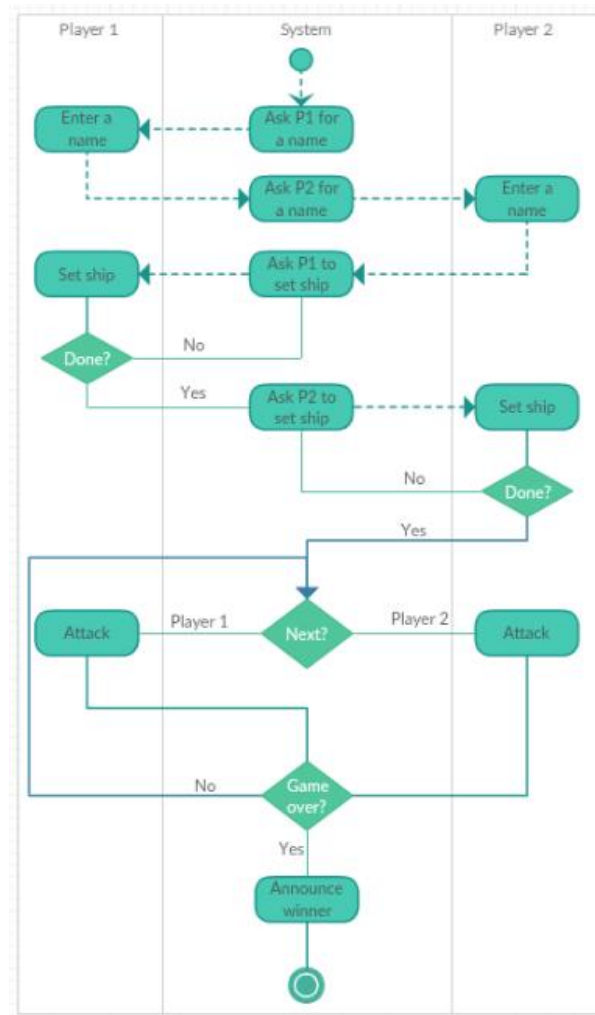 Player 1
System
Player 2
Enter a
name
Ask P1 for
a name
Ask P2 for
a name
Enter a
name
Set ship
Ask P1 to
set ship
Done?
No
Yes
Ask P2 to
set ship
Set ship
No
Done?
Yes
Attack
Player 1
Next?
Player 2
Attack
No
Game
over?
Yes
Announce
winner